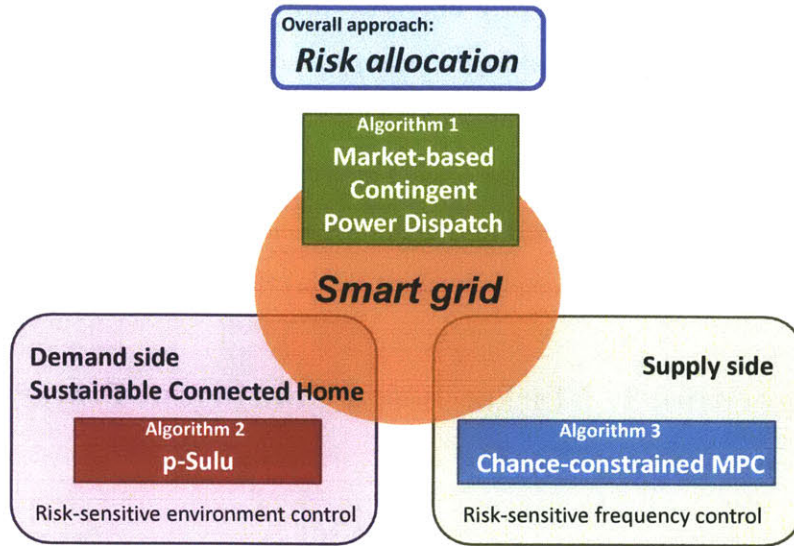 Overall approach:
Risk allocation
Algorithm 1
Market-based
Contingent
Power Dispatch
Smart grid
Demand side
Sustainable Connected Home
Algorithm 2
p-Sulu
Risk-sensitive environment control
Supply side
Algorithm 3
Chance-constrained MPC
Risk-sensitive frequency control